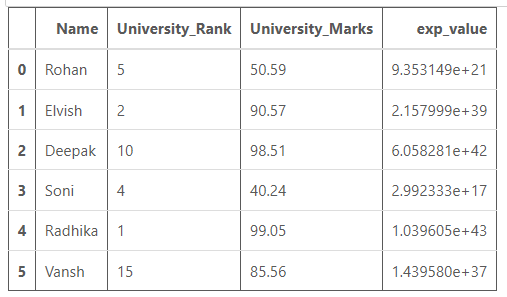 Name University_Rank University_Marks exp_value
0 Rohan 5 50.59 9.353149e+21
1 Elvish 2 90.57 2.157999e+39
2 Deepak 10 98.51 6.058281e+42
3 Soni 4 40.24 2.992333e+17
4 Radhika 1 99.05 1.039605e+43
5 Vansh 15 85.56 1.439580e+37